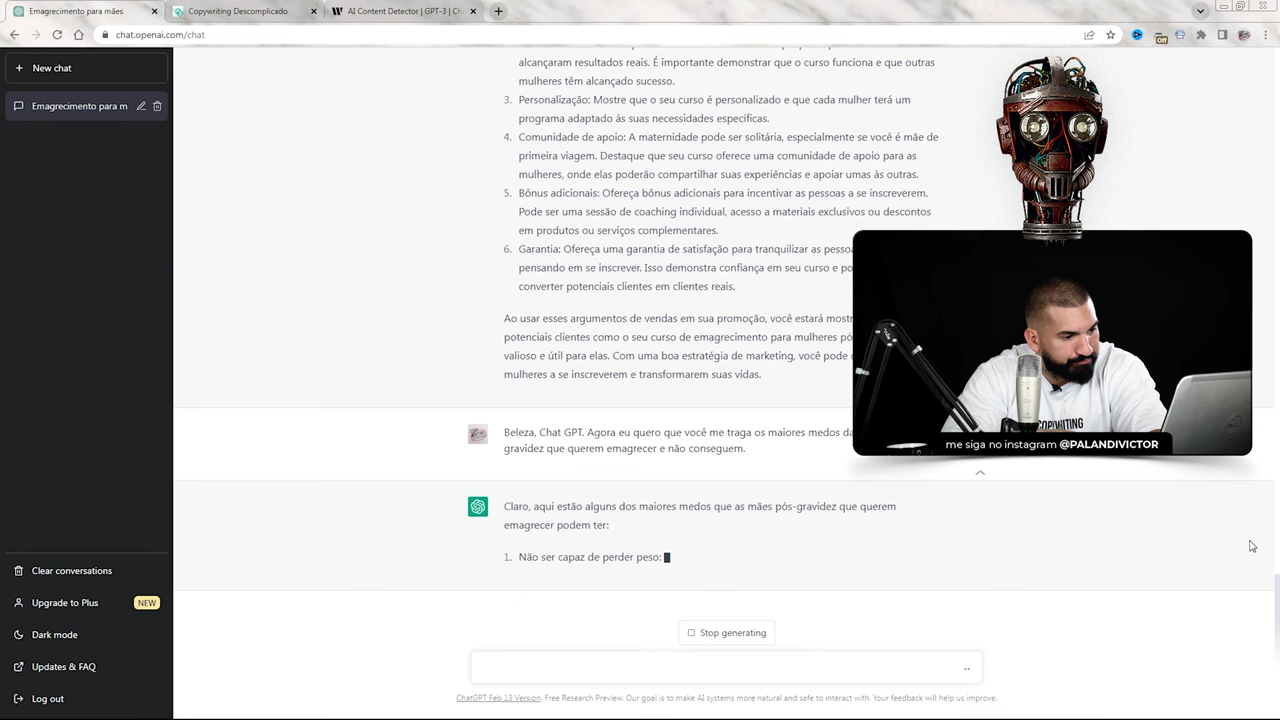 Emagrecimento para mães
Copywriting Descomplicado
AI Content Detector | GPT-3 | Ch
chat.openai.com/chat
Off
New chat
Emagrecimento para m
alcançaram resultados reais. É importante demonstrar que o curso funciona e que outras
mulheres têm alcançado sucesso.
3. Personalização: Mostre que o seu curso é personalizado e que cada mulher terá um
programa adaptado às suas necessidades específicas.
4. Comunidade de apoio: A maternidade pode ser solitária, especialmente se você é mãe de
primeira viagem. Destaque que seu curso oferece uma comunidade de apoio para as
mulheres, onde elas poderão compartilhar suas experiências e apoiar umas às outras.
5. Bônus adicionais: Ofereça bônus adicionais para incentivar as pessoas a se inscreverem.
Pode ser uma sessão de coaching individual, acesso a materiais exclusivos ou descontos
em produtos ou serviços complementares.
6. Garantia: Ofereça uma garantia de satisfação para tranquilizar as pessoa
pensando em se inscrever. Isso demonstra confiança em seu curso e po
converter potenciais clientes em clientes reais.
Ao usar esses argumentos de vendas em sua promoção, você estará mostr
potenciais clientes como o seu curso de emagrecimento para mulheres pó
valioso e útil para elas. Com uma boa estratégia de marketing, você pode
mulheres a se inscreverem e transformarem suas vidas.
COPYWRITING
me siga no instagram @PALANDIVICTOR
Beleza, Chat GPT. Agora eu quero que você me traga os maiores medos da
gravidez que querem emagrecer e não conseguem.
Claro, aqui estão alguns dos maiores medos que as mães pós-gravidez que querem
emagrecer podem ter:
1. Não ser capaz de perder peso:
Clear conversations
Upgrade to Plus NEW
Dark mode
Updates & FAQ
Log out
Stop generating
ChatGPT Feb 13 Version. Free Research Preview. Our goal is to make AI systems more natural and safe to interact with. Your feedback will help us improve.